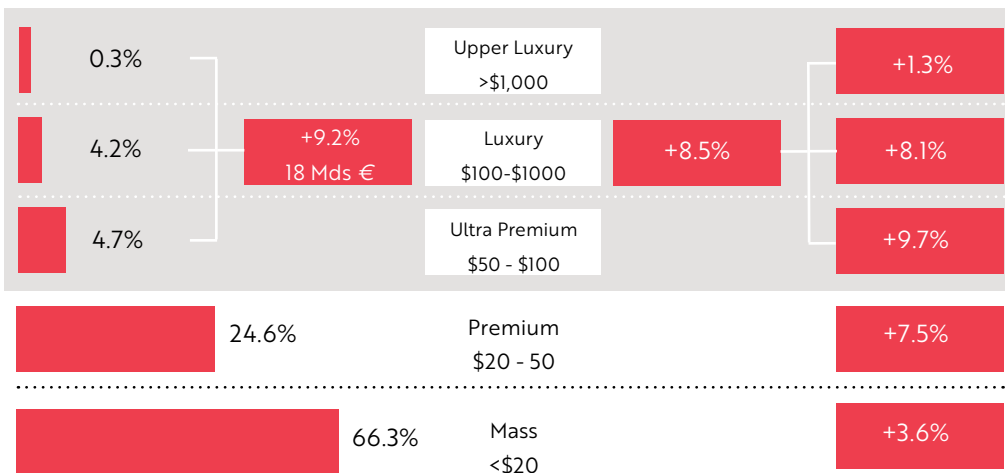 0.3%
Upper Luxury
>$1,000
+1.3%
4.2%
+9.2%
18 Mds €
Luxury
$100-$1000
+8.5%
+8.1%
4.7%
Ultra Premium
$50 - $100
+9.7%
24.6%
Premium
$20 - 50
+7.5%
66.3%
Mass
<$20
+3.6%